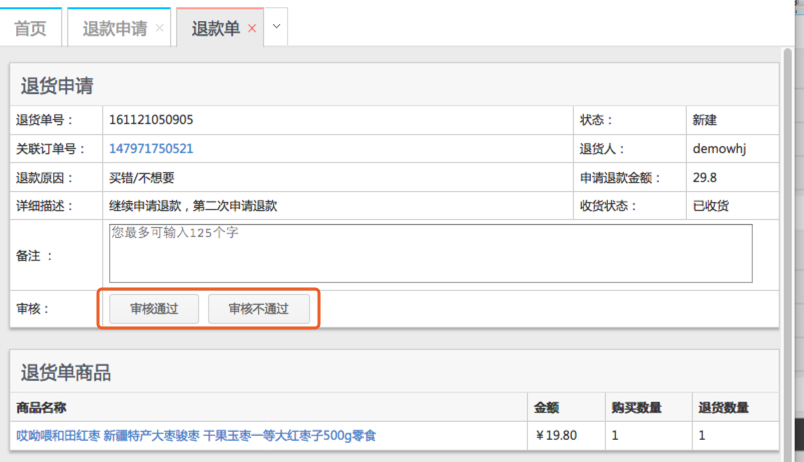 首页 退款申请 退款单
退货申请
退货单号： 161121050905 状态： 新建
关联订单号： 147971750521 退货人： demowhj
退款原因： 买错/不想要 申请退款金额： 29.8
详细描述： 继续申请退款，第二次申请退款 收货状态： 已收货
备注 ： 您最多可输入125个字
审核： 审核通过 审核不通过
退货单商品
商品名称 金额 购买数量 退货数量
哎呦喂和田红枣 新疆特产大枣骏枣 干果玉枣一等大红枣子500g零食 ￥19.80 1 1